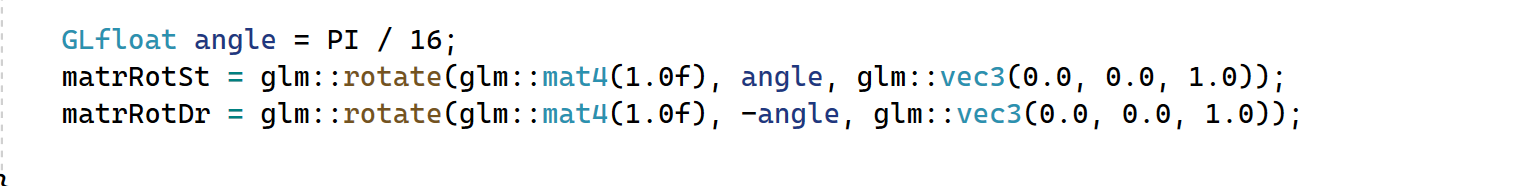 GLfloat angle = PI / 16;
matrRotSt = glm::rotate(glm::mat4(1.0f), angle, glm::vec3(0.0, 0.0, 1.0));
matrRotDr = glm::rotate(glm::mat4(1.0f), -angle, glm::vec3(0.0, 0.0, 1.0));